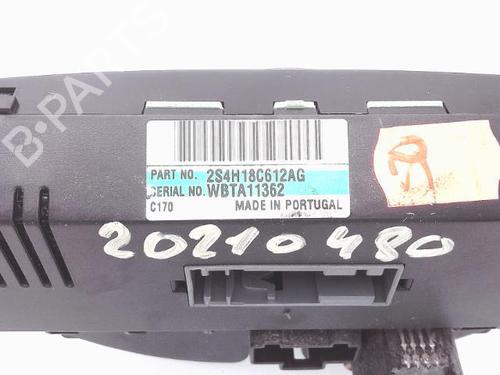 B-PARTS
PART NO. 2S4H18C612AG
SERIAL NO. WBTA11362
C170 MADE IN PORTUGAL
20210480